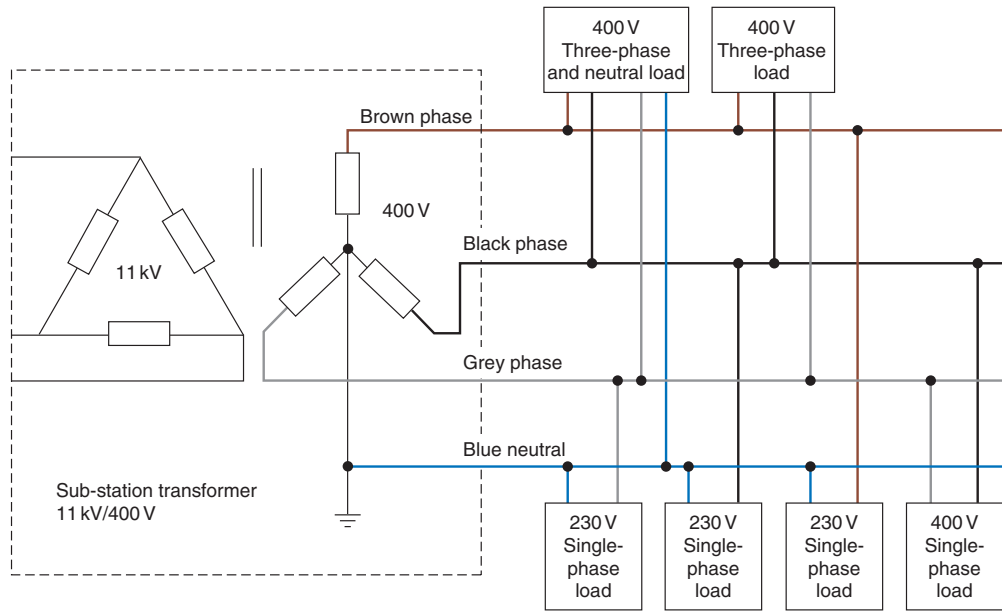 400 V
Three-phase
and neutral load
400 V
Three-phase
load
Brown phase
400 V
11 kV
Black phase
Grey phase
Blue neutral
Sub-station transformer
11 kV/400 V
230 V
Single-
phase
load
230 V
Single-
phase
load
230 V
Single-
phase
load
400 V
Single-
phase
load